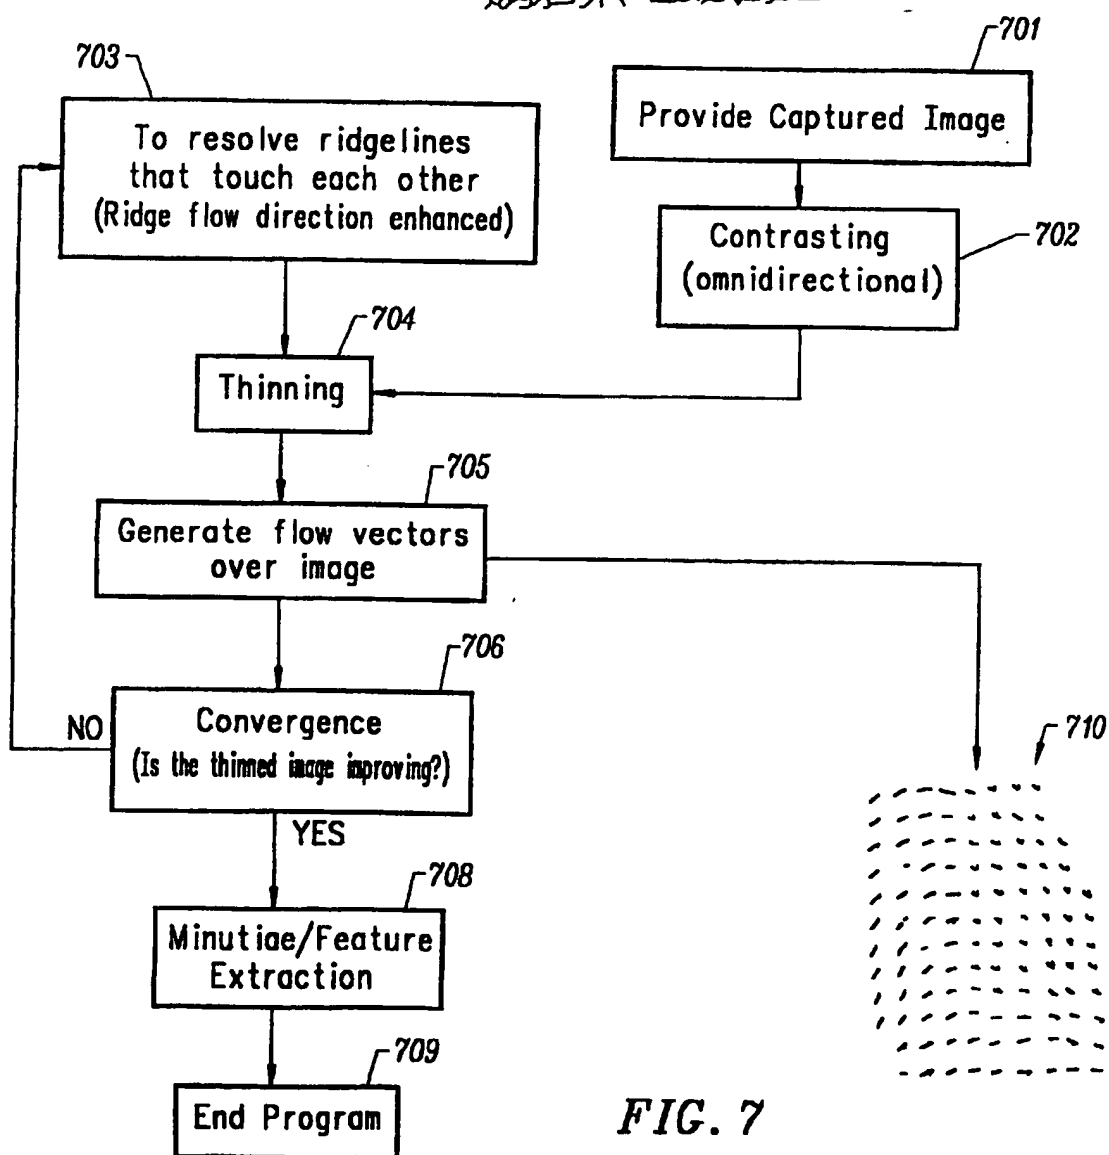 701
Provide Captured Image
702
Contrasting
(omnidirectional)
703
To resolve ridgelines
that touch each other
(Ridge flow direction enhanced)
704
Thinning
705
Generate flow vectors
over image
706
Convergence
(Is the thinned image improving?)
NO
YES
708
Minutiae/Feature
Extraction
709
End Program
710
FIG. 7